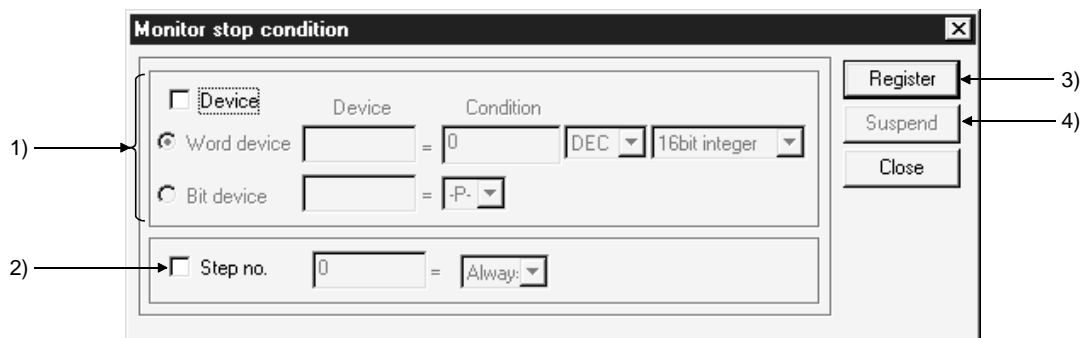 Monitor stop condition
Register
3)
Device
Device
Condition
Suspend
4)
1)
Word device
= 0
DEC
16bit integer
Close
Bit device
= -P-
2)
Step no.
0
= Alway: